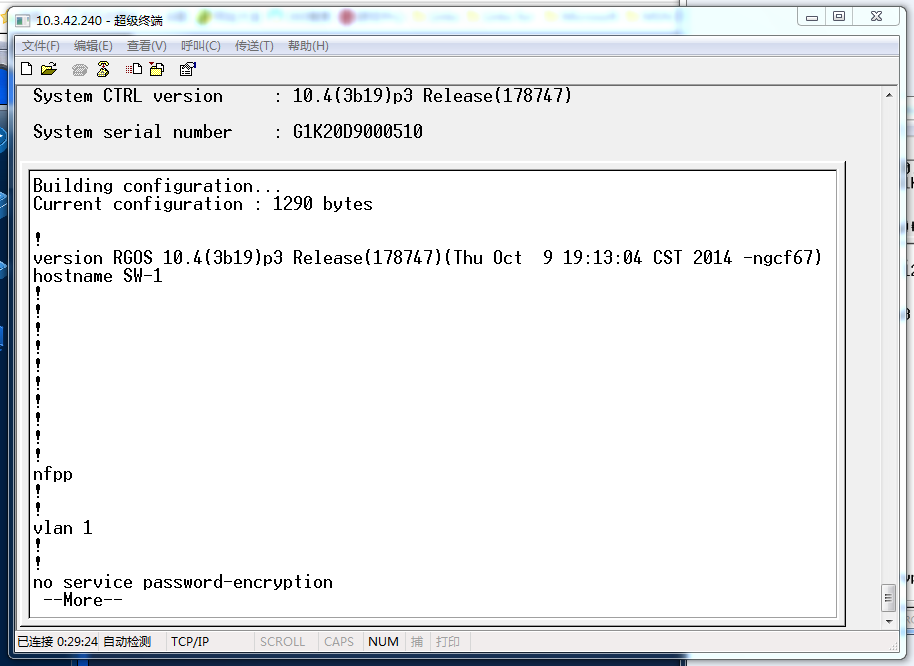 10.3.42.240 - 超级终端
文件(F) 编辑(E) 查看(V) 呼叫(C) 传送(T) 帮助(H)
System CTRL version : 10.4(3b19)p3 Release(178747)
System serial number : G1K20D9000510
Building configuration...
Current configuration : 1290 bytes
!
version RGOS 10.4(3b19)p3 Release(178747)(Thu Oct 9 19:13:04 CST 2014 -ngcf67)
hostname SW-1
!
!
!
!
!
!
!
!
!
!
nfpp
!
!
vlan 1
!
!
no service password-encryption
--More--
已连接 0:29:24 自动检测 TCP/IP SCROLL CAPS NUM 捕 打印